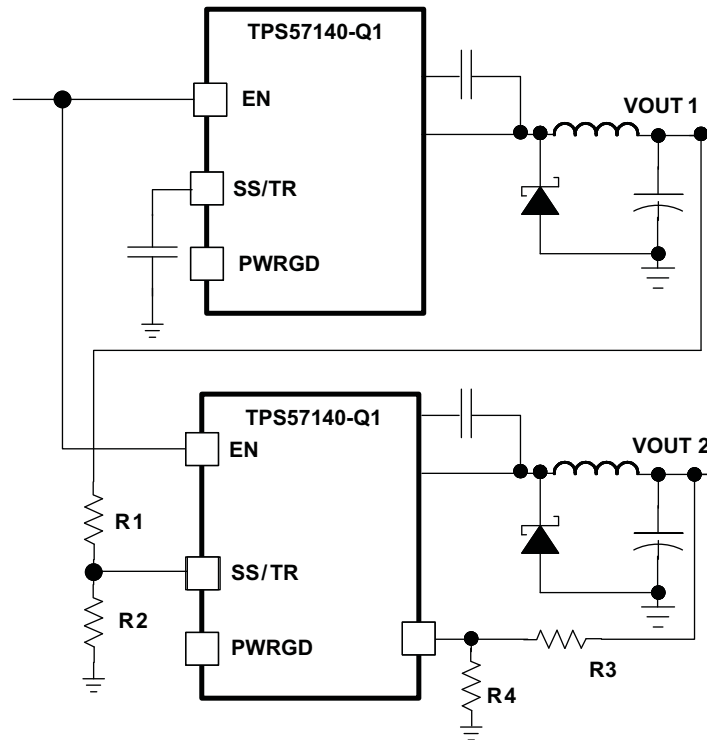 TPS57140-Q1
EN
VOUT 1
SS/TR
PWRGD
TPS57140-Q1
VOUT 2
EN
R1
SS/TR
R2
PWRGD
R3
R4